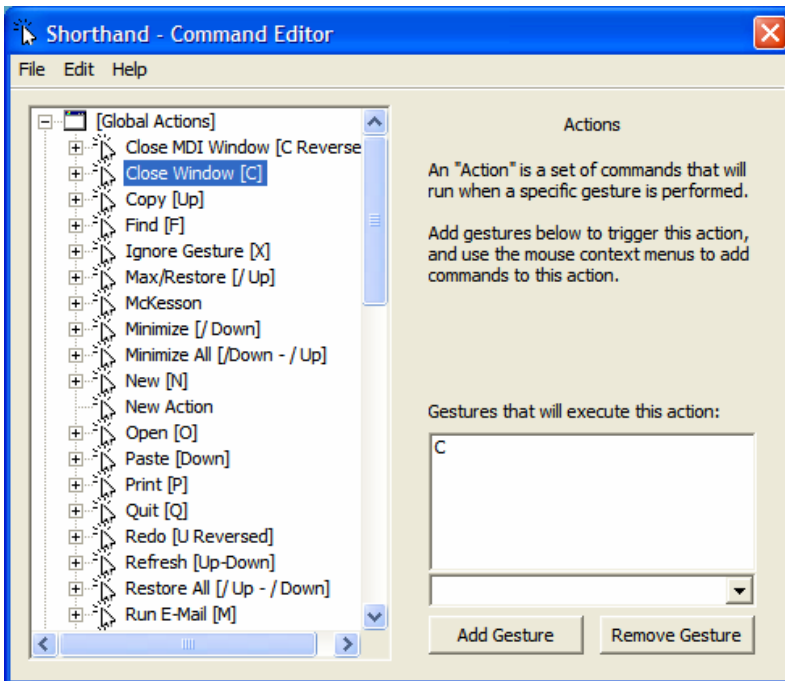 Shorthand - Command Editor
File Edit Help
[Global Actions]
Close MDI Window [C Reverse
Close Window [C]
Copy [Up]
Find [F]
Ignore Gesture [X]
Max/Restore [/ Up]
McKesson
Minimize [/ Down]
Minimize All [/Down - / Up]
New [N]
New Action
Open [O]
Paste [Down]
Print [P]
Quit [Q]
Redo [U Reversed]
Refresh [Up-Down]
Restore All [/ Up - / Down]
Run E-Mail [M]
Actions
An "Action" is a set of commands that will
run when a specific gesture is performed.
Add gestures below to trigger this action,
and use the mouse context menus to add
commands to this action.
Gestures that will execute this action:
C
Add Gesture
Remove Gesture